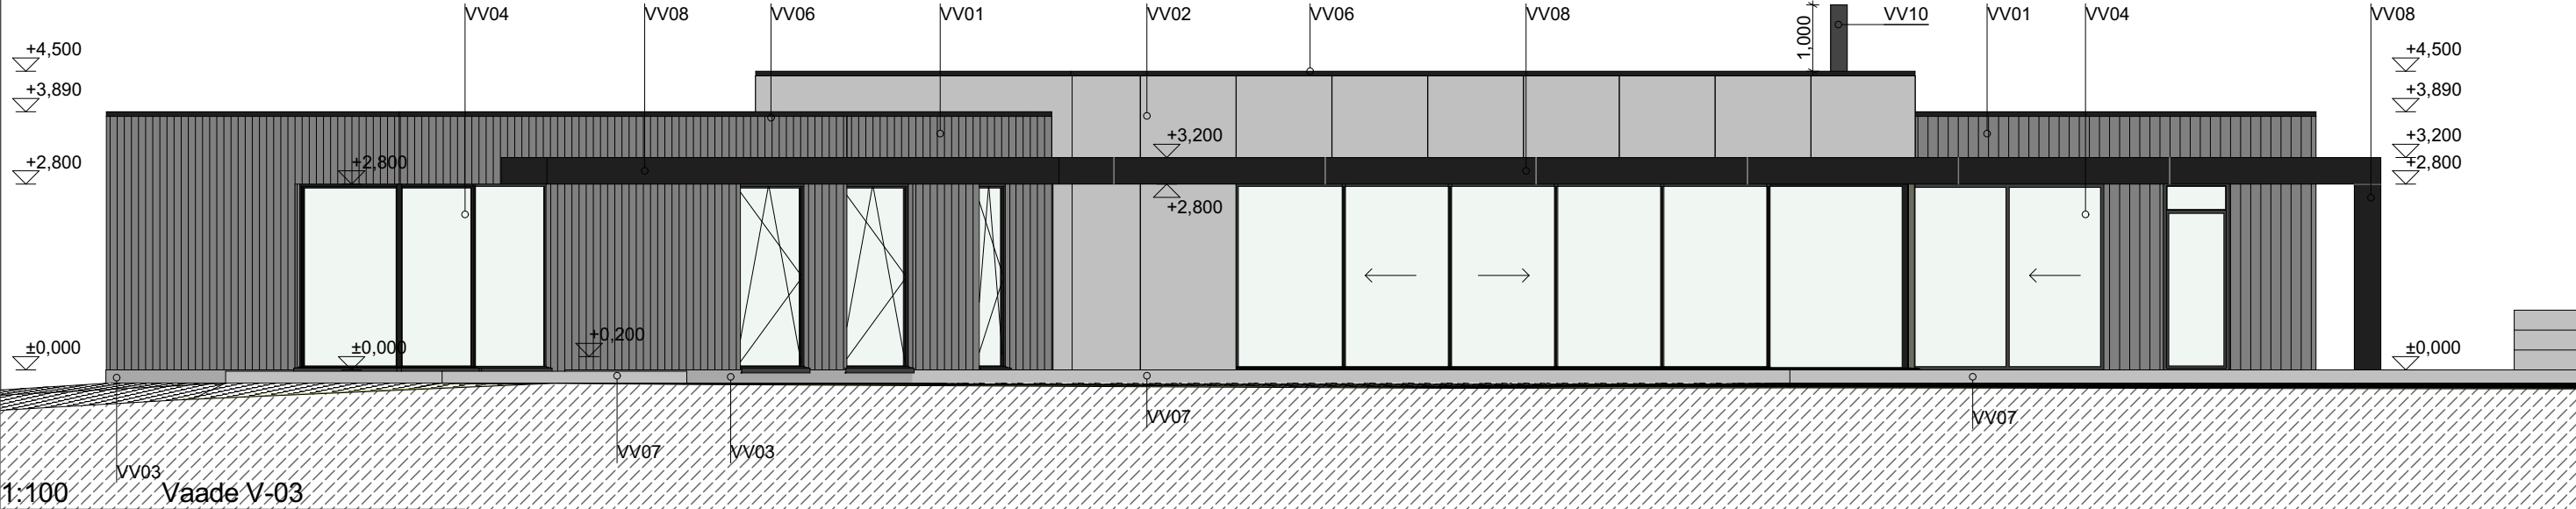 VV04 VV08 VV06 VV01 VV02 VV06 VV08 1,000 VV10 VV01 VV04 VV08
+4,500 +4,500
+3,890 +3,890
+3,200 +3,200
+2,800 +2,800 +2,800
+2,800
+0,200
±0,000 ±0,000 ±0,000
VV07 VV07
VV07 VV03
VV03
1:100 Vaade V-03